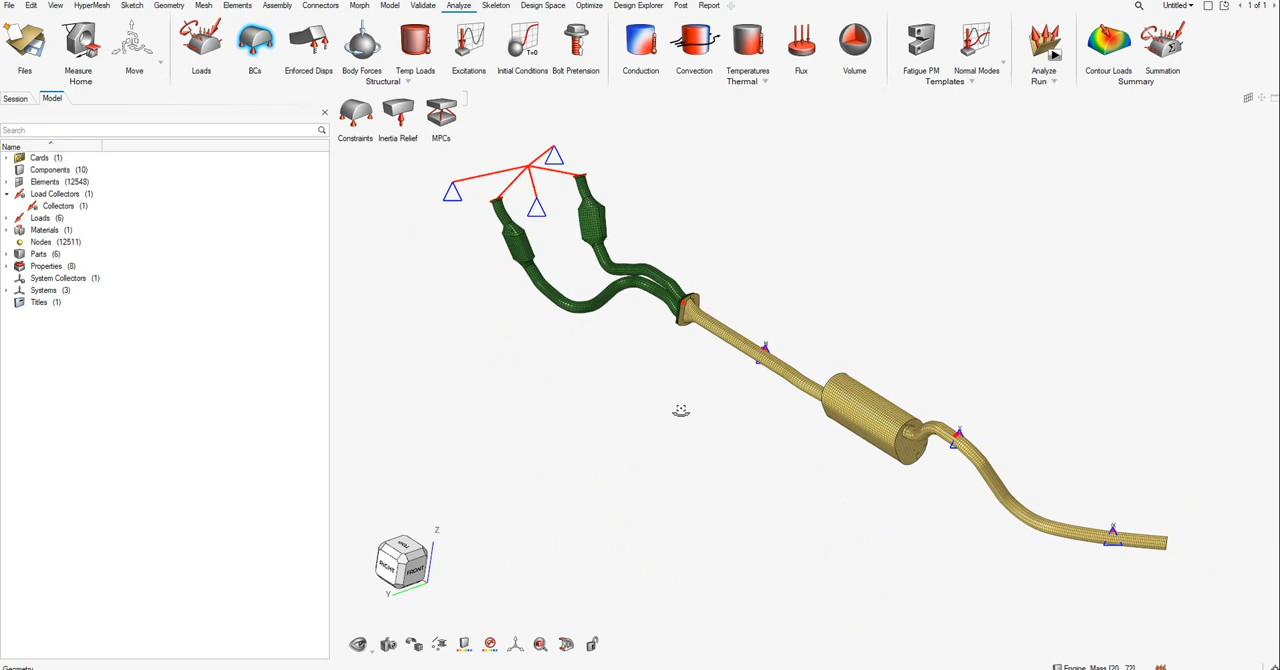 File Edit View HyperMesh Sketch Geometry Mesh Elements Assembly Connectors Morph Model Validate Analyze Skeleton Design Space Optimize Design Explorer Post Report Untitled 1 of 1
T=0
Files Measure Move Loads BCs Enforced Disps Body Forces Temp Loads Excitations Initial Conditions Bolt Pretension Conduction Convection Temperatures Flux Volume Fatigue PM Normal Modes Analyze Contour Loads Summation
Home Structural Thermal Templates Run Summary
Session Model
Search
Constraints Inertia Relief MPCs
Name
Cards (1)
Components (10)
Elements (12548)
Load Collectors (1)
Collectors (1)
Loads (6)
Materials (1)
Nodes (12511)
Parts (6)
Properties (8)
System Collectors (1)
Systems (3)
Titles (1)
Z
TOP
RIGHT FRONT
Y
Geometry
Engine_Mass [20, 72]